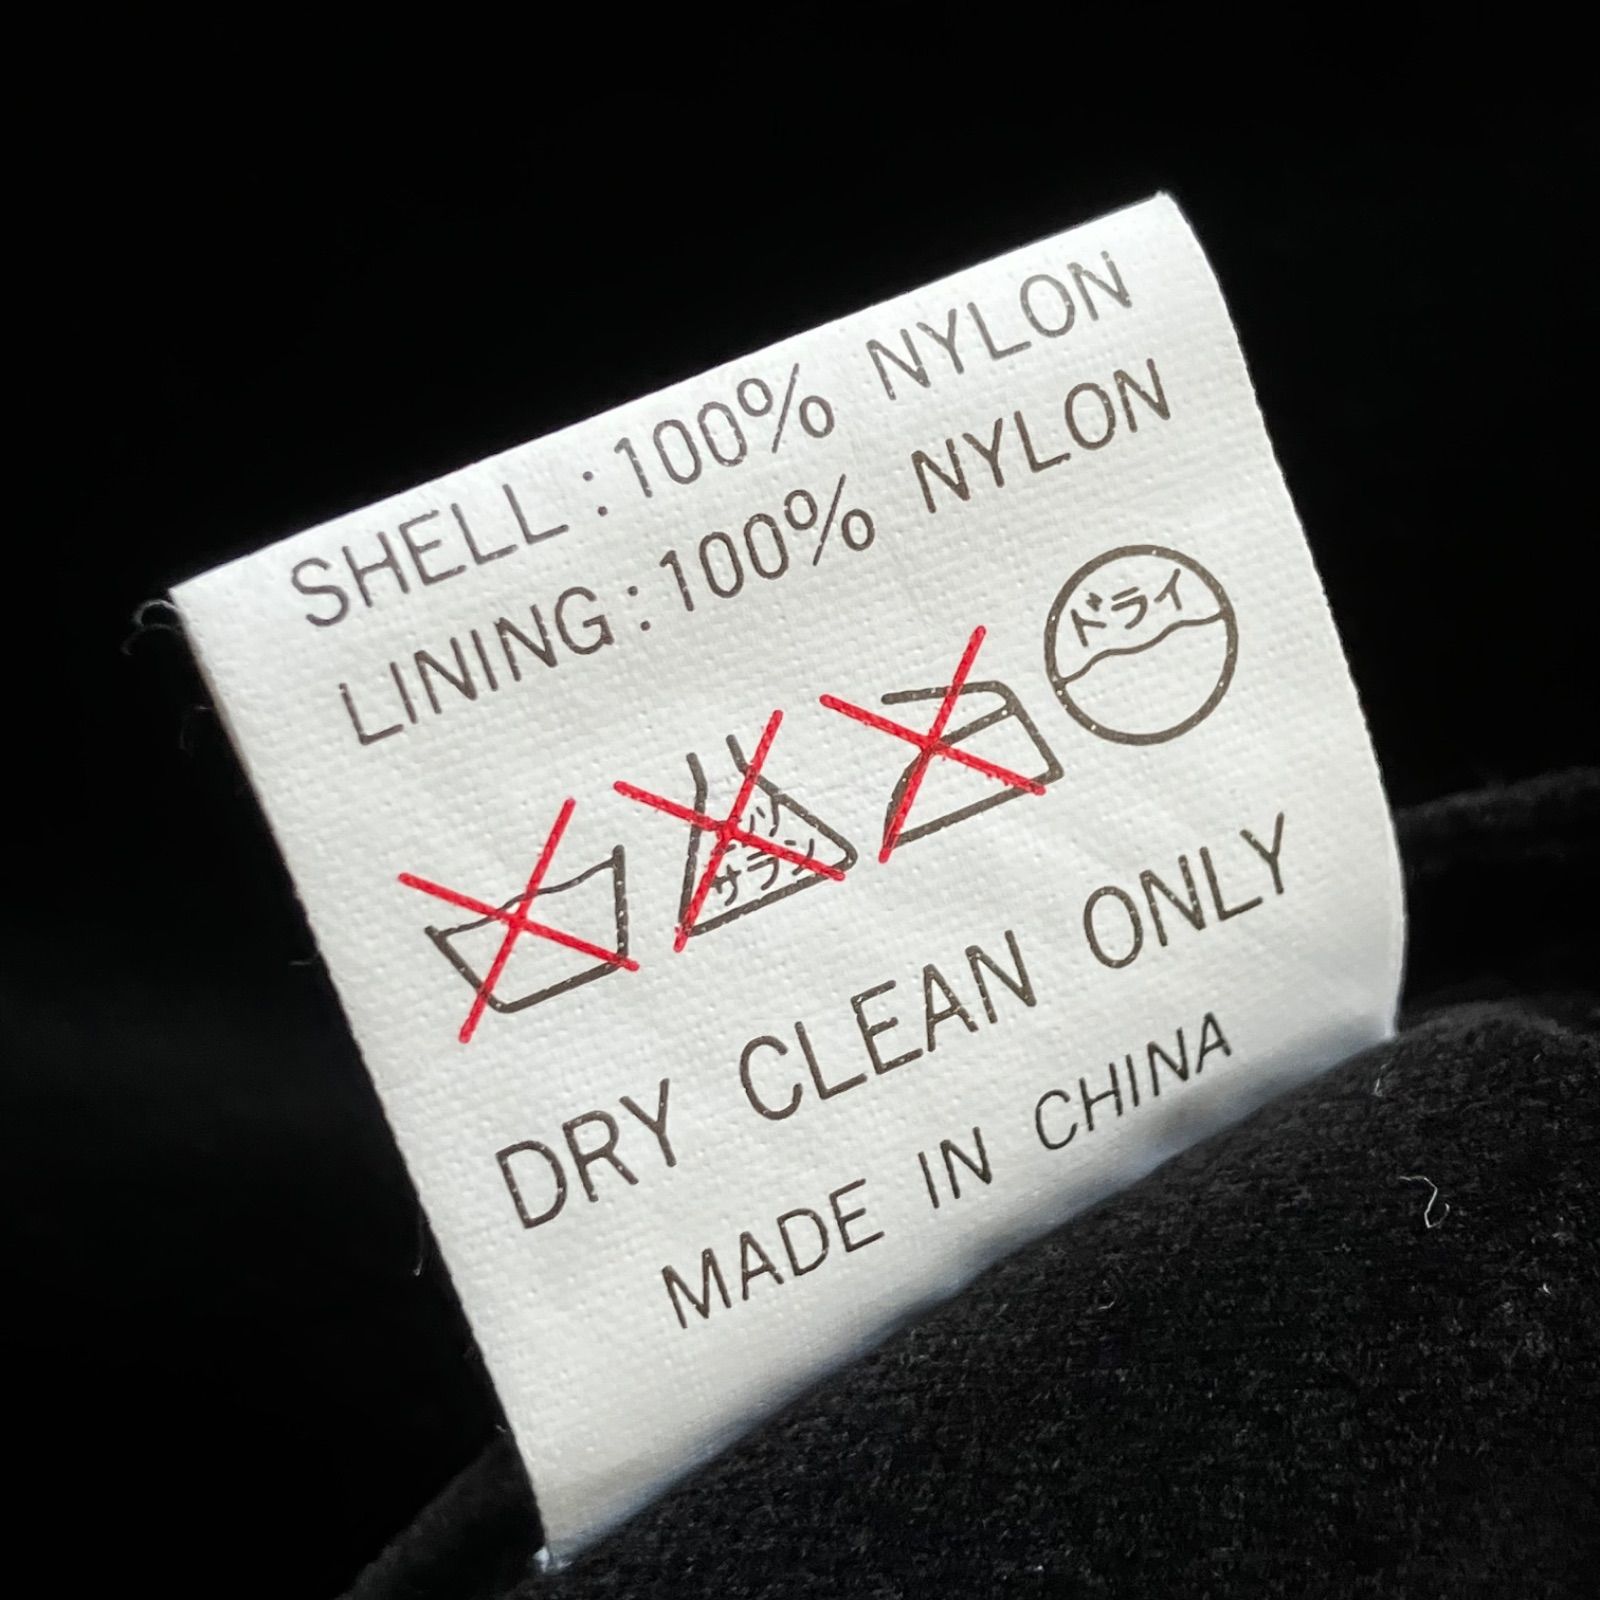 SHELL : 100% NYLON
LINING : 100% NYLON
ドライ
サラシ
DRY CLEAN ONLY
MADE IN CHINA